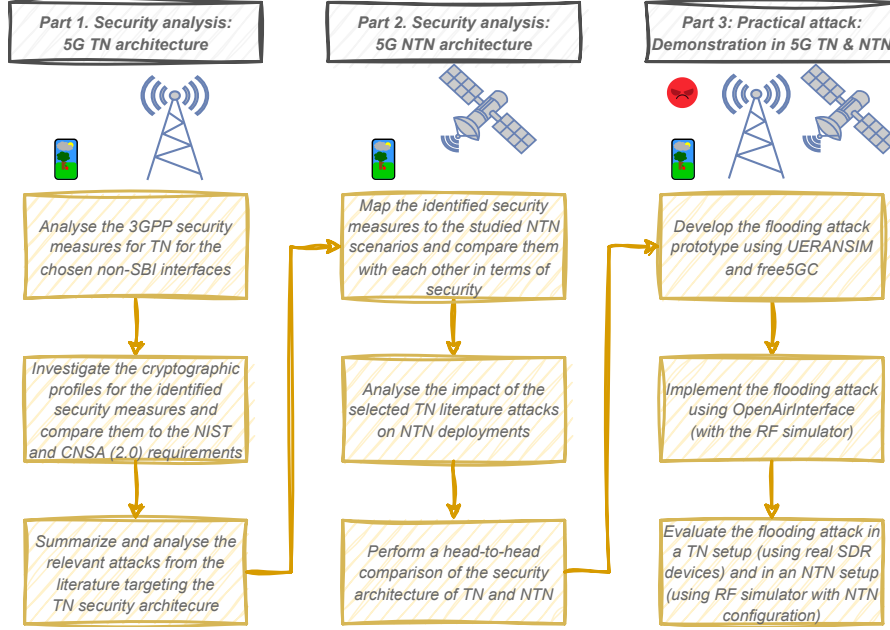 Part 1. Security analysis:
5G TN architecture
Part 2. Security analysis:
5G NTN architecture
Part 3: Practical attack:
Demonstration in 5G TN & NTN
Analyse the 3GPP security
measures for TN for the
chosen non-SBI interfaces
Investigate the cryptographic
profiles for the identified
security measures and
compare them to the NIST
and CNSA (2.0) requirements
Summarize and analyse the
relevant attacks from the
literature targeting the
TN security architecure
Map the identified security
measures to the studied NTN
scenarios and compare them
with each other in terms of
security
Analyse the impact of the
selected TN literature attacks
on NTN deployments
Perform a head-to-head
comparison of the security
architecture of TN and NTN
Develop the flooding attack
prototype using UERANSIM
and free5GC
Implement the flooding attack
using OpenAirInterface
(with the RF simulator)
Evaluate the flooding attack in
a TN setup (using real SDR
devices) and in an NTN setup
(using RF simulator with NTN
configuration)